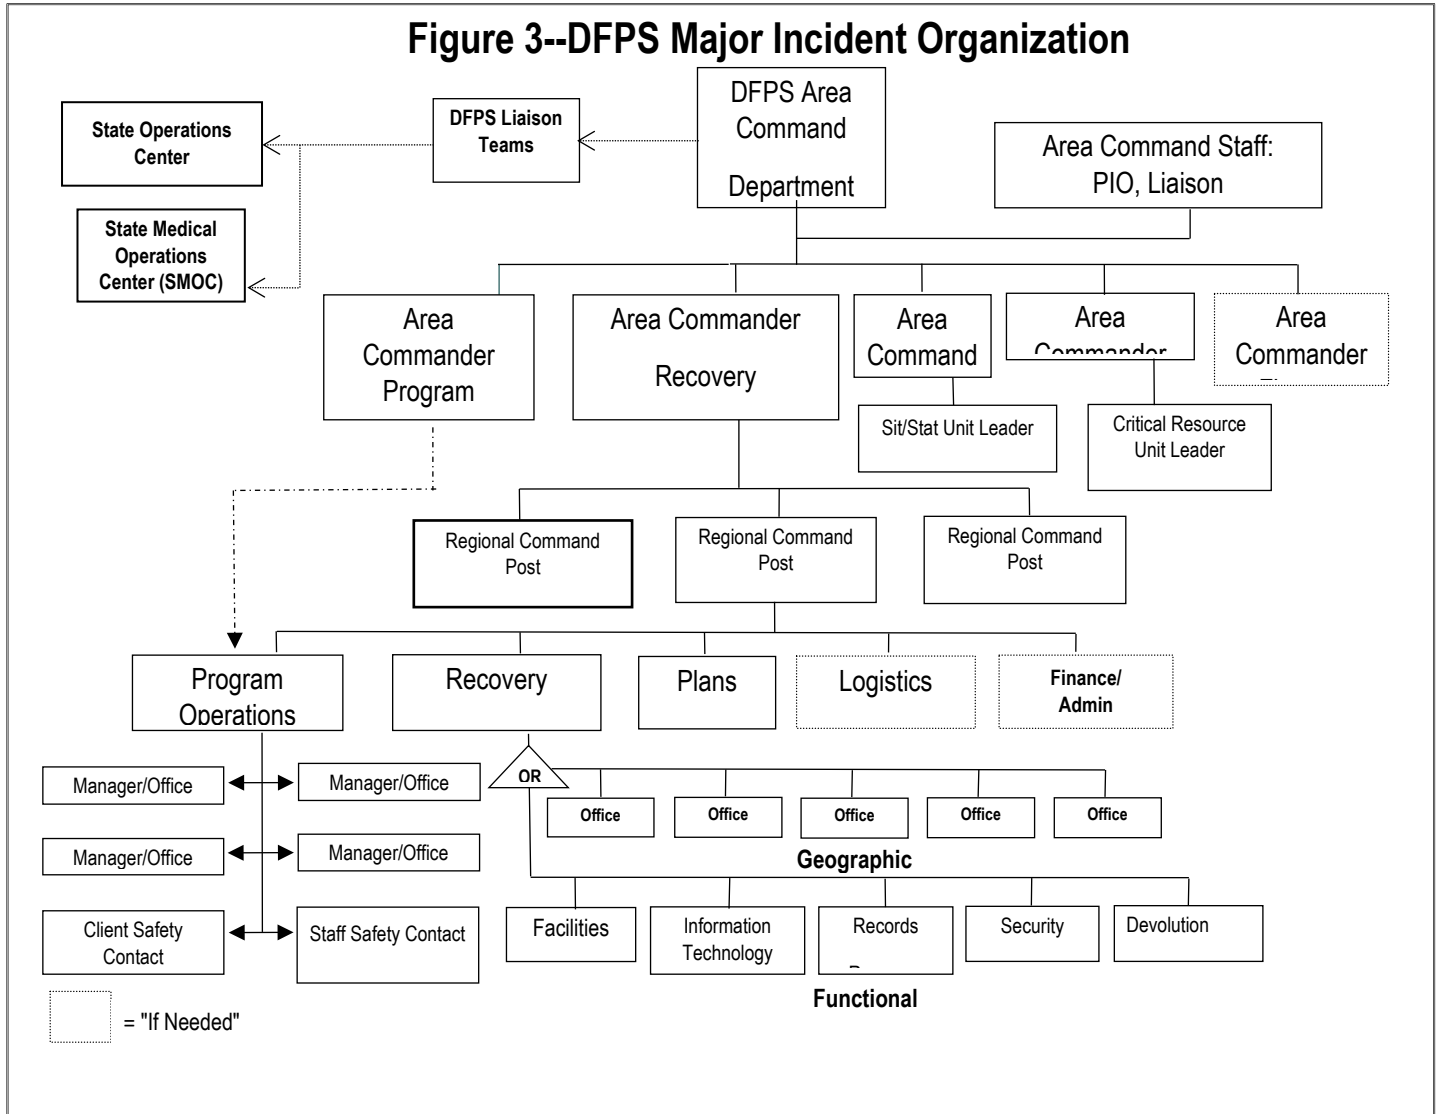 Figure 3--DFPS Major Incident Organization
DFPS Area
Command
Department
DFPS Liaison
Teams
State Operations
Center
Area Command Staff:
PIO, Liaison
State Medical
Operations
Center (SMOC)
Area
Commander
Program
Area Commander
Recovery
Area
Command
Area
Commander
Area
Commander
Sit/Stat Unit Leader
Critical Resource
Unit Leader
Regional Command
Post
Regional Command
Post
Regional Command
Post
Program
Operations
Recovery
Plans
Logistics
Finance/
Admin
OR
Manager/Office
Manager/Office
Office
Office
Office
Office
Office
Manager/Office
Manager/Office
Geographic
Client Safety
Contact
Staff Safety Contact
Facilities
Information
Technology
Records
Security
Devolution
Functional
= "If Needed"